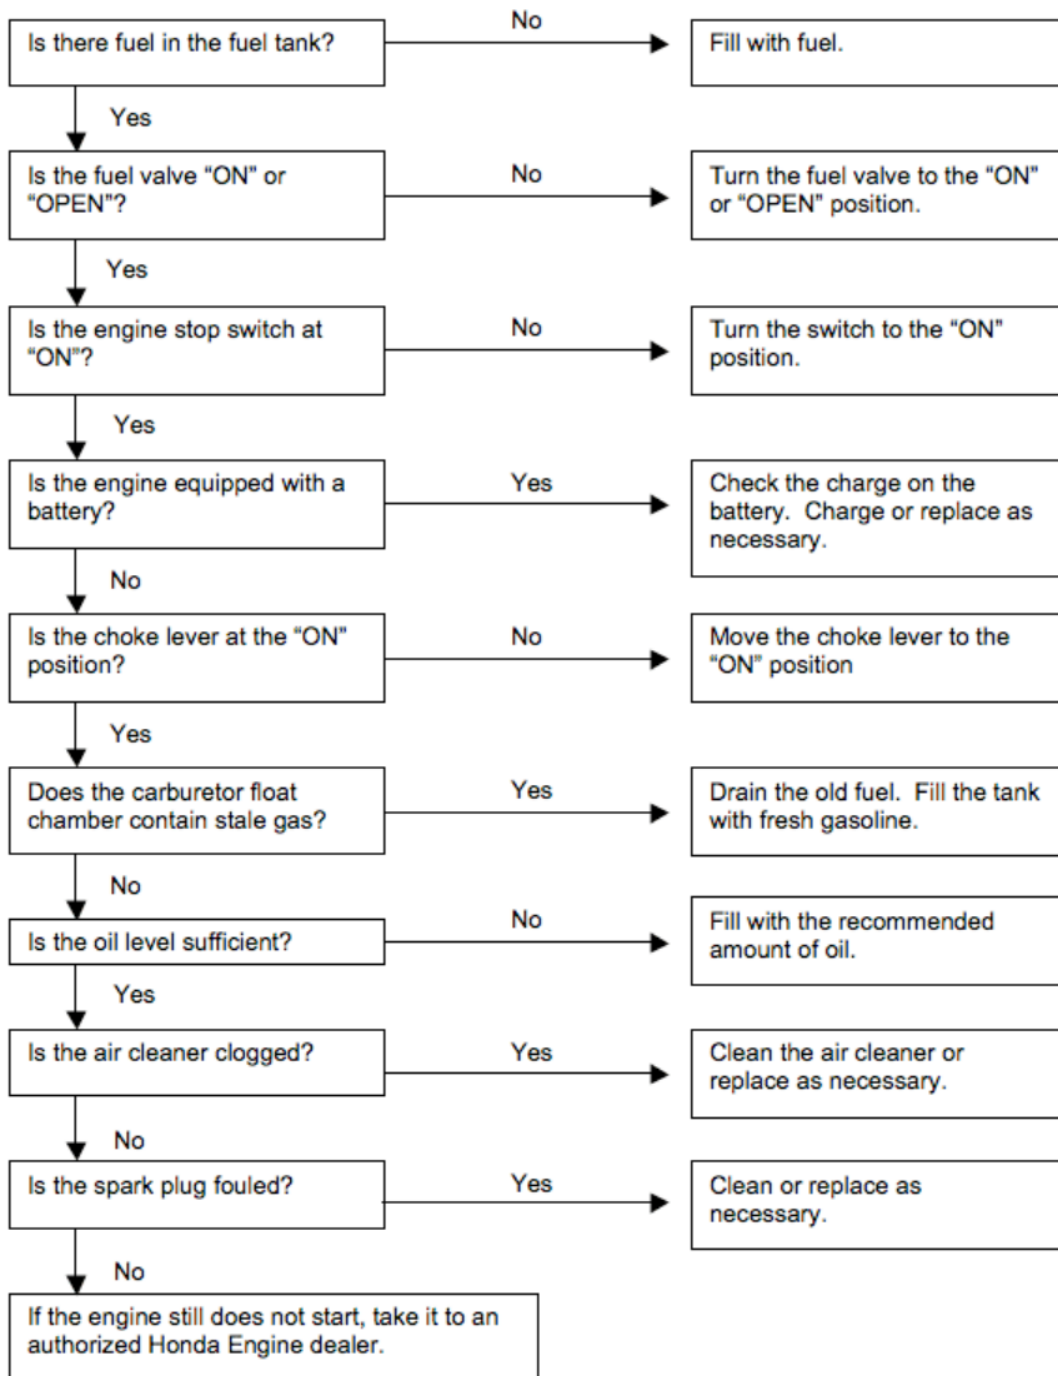 Is there fuel in the fuel tank?
No
Fill with fuel.
Yes
Is the fuel valve “ON” or
“OPEN”?
No
Turn the fuel valve to the “ON”
or “OPEN” position.
Yes
Is the engine stop switch at
“ON”?
No
Turn the switch to the “ON”
position.
Yes
Is the engine equipped with a
battery?
Yes
Check the charge on the
battery.  Charge or replace as
necessary.
No
Is the choke lever at the “ON”
position?
No
Move the choke lever to the
“ON” position
Yes
Does the carburetor float
chamber contain stale gas?
Yes
Drain the old fuel.  Fill the tank
with fresh gasoline.
No
Is the oil level sufficient?
No
Fill with the recommended
amount of oil.
Yes
Is the air cleaner clogged?
Yes
Clean the air cleaner or
replace as necessary.
No
Is the spark plug fouled?
Yes
Clean or replace as
necessary.
No
If the engine still does not start, take it to an
authorized Honda Engine dealer.